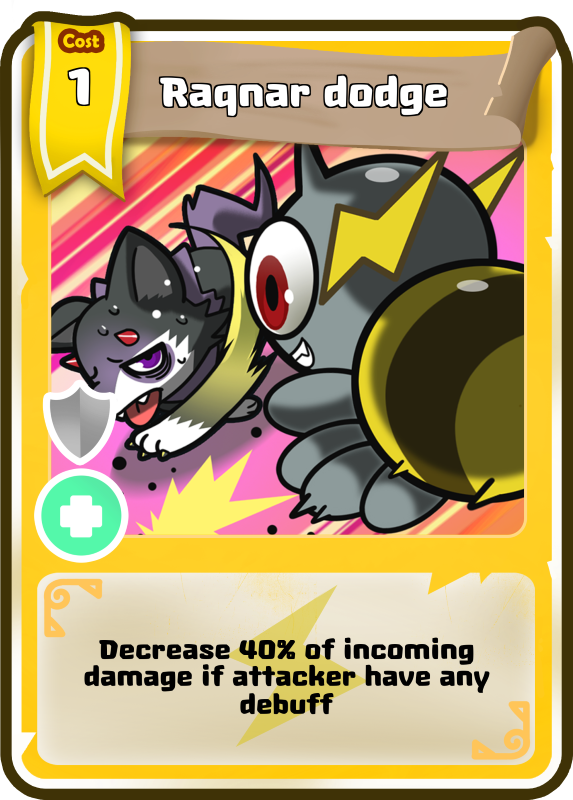 Cost
1
Raqnar dodge
Decrease 40% of incoming
damage if attacker have any
debuff